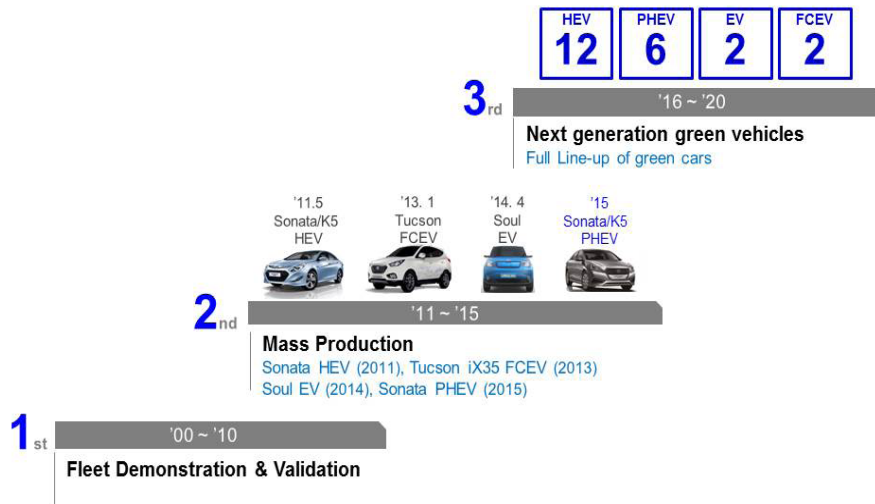 HEV
12
PHEV
6
EV
2
FCEV
2
3rd
'16 ~ '20
Next generation green vehicles
Full Line-up of green cars
'11.5
Sonata/K5
HEV
'13. 1
Tucson
FCEV
'14. 4
Soul
EV
'15
Sonata/K5
PHEV
2nd
'11 ~ '15
Mass Production
Sonata HEV (2011), Tucson iX35 FCEV (2013)
Soul EV (2014), Sonata PHEV (2015)
1st
'00 ~ '10
Fleet Demonstration & Validation